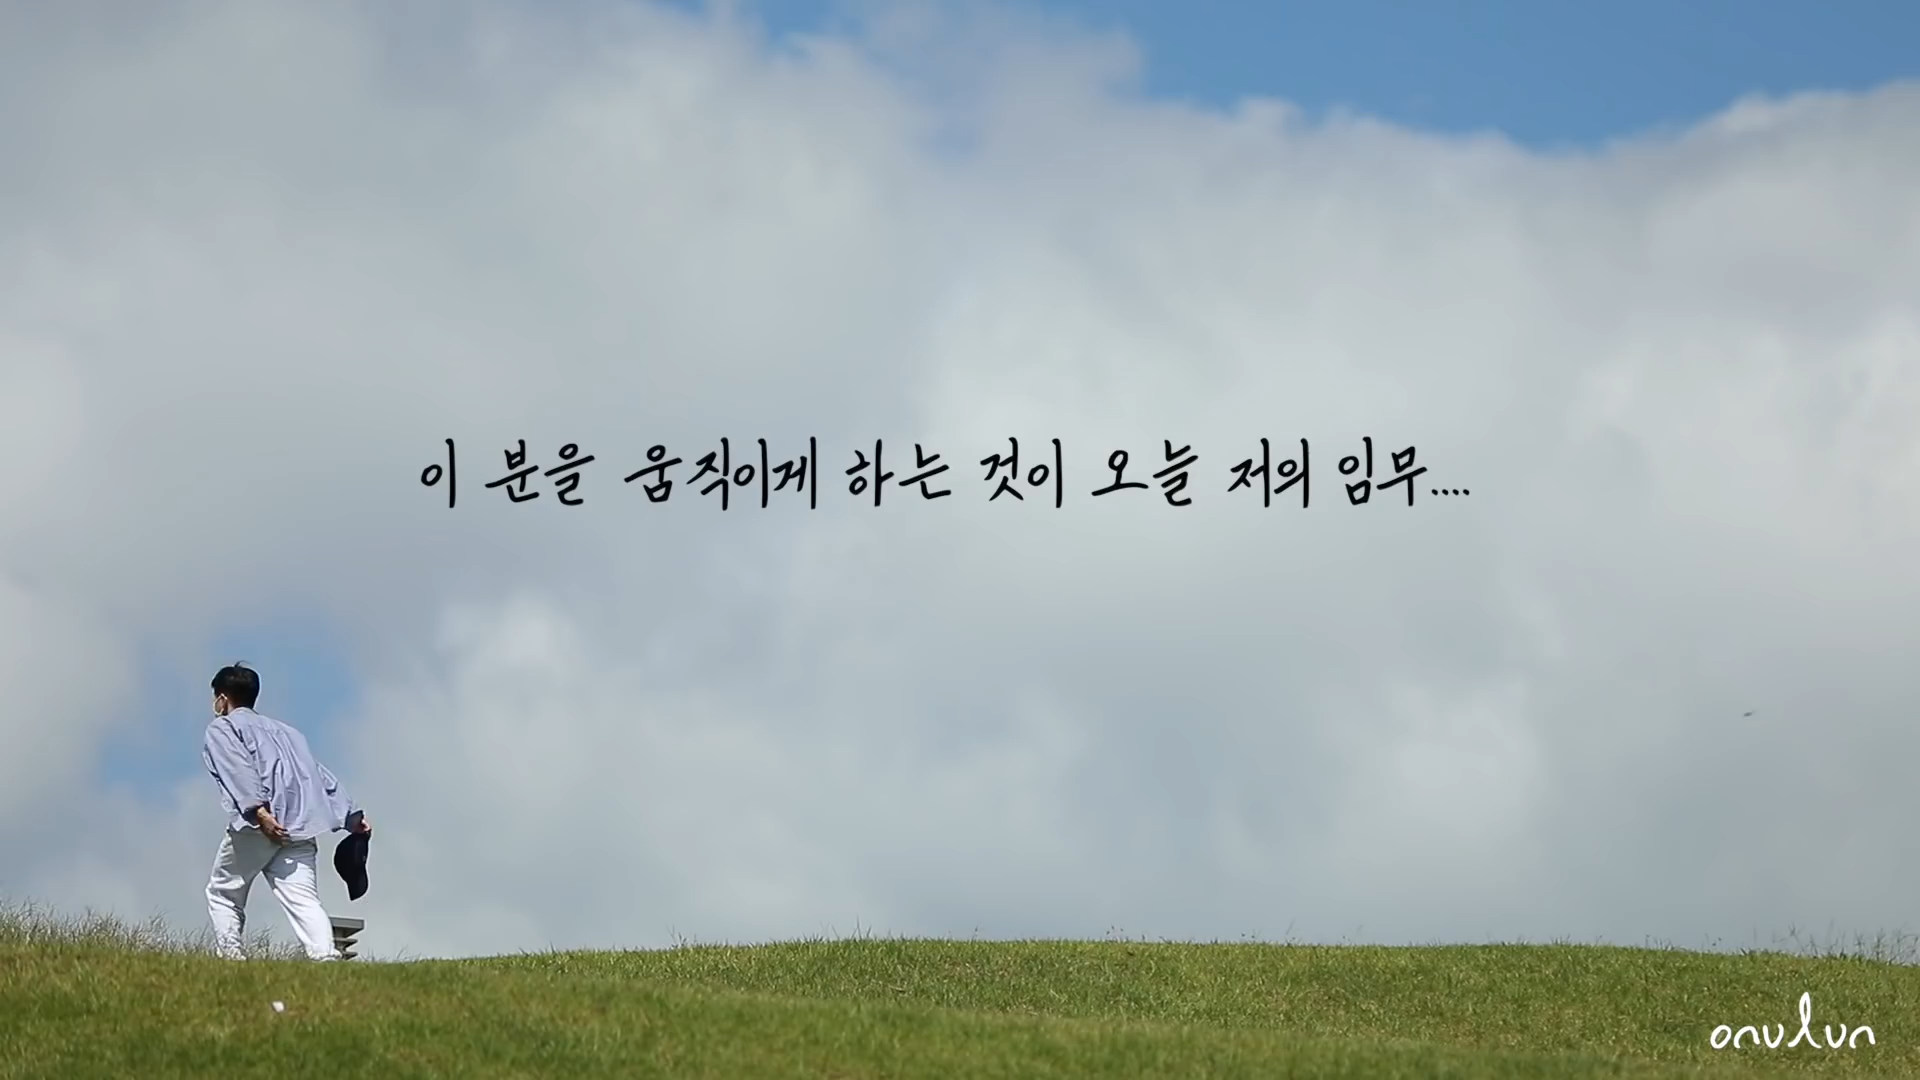 이 분을 움직이게 하는 것이 오늘 저의 임무....
onulun